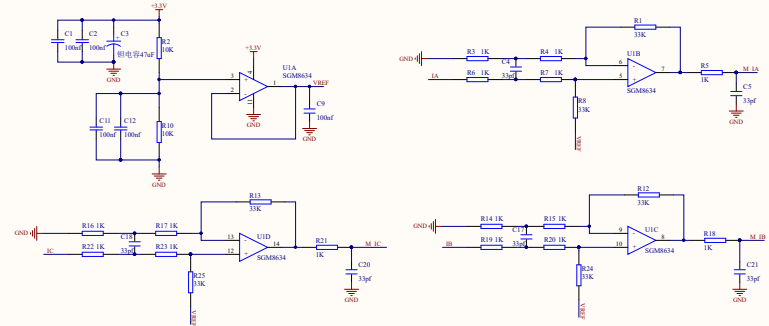 +3.3V
C1
100nf
C2
100nf
C3
+
钽电容47uF
GND
R2
10K
+3.3V
U1A
SGM8634
3
2
1
4
11
+
-
VREF
GND
C9
100nf
GND
C11
100nf
C12
100nf
R10
10K
GND
R1
33K
GND
R3 1K
R4 1K
C4
33pf
IA
R6 1K
R7 1K
U1B
6
5
7
-
+
SGM8634
R5
1K
M_IA
C5
33pf
GND
R8
33K
VREF
R13
33K
GND
R16 1K
R17 1K
C18
33pf
IC
R22 1K
R23 1K
U1D
13
12
14
-
+
SGM8634
R21
1K
M_IC
C20
33pf
GND
R25
33K
VREF
R12
33K
GND
R14 1K
R15 1K
C17
33pf
IB
R19 1K
R20 1K
U1C
9
10
8
-
+
SGM8634
R18
1K
M_IB
C21
33pf
GND
R24
33K
VREF